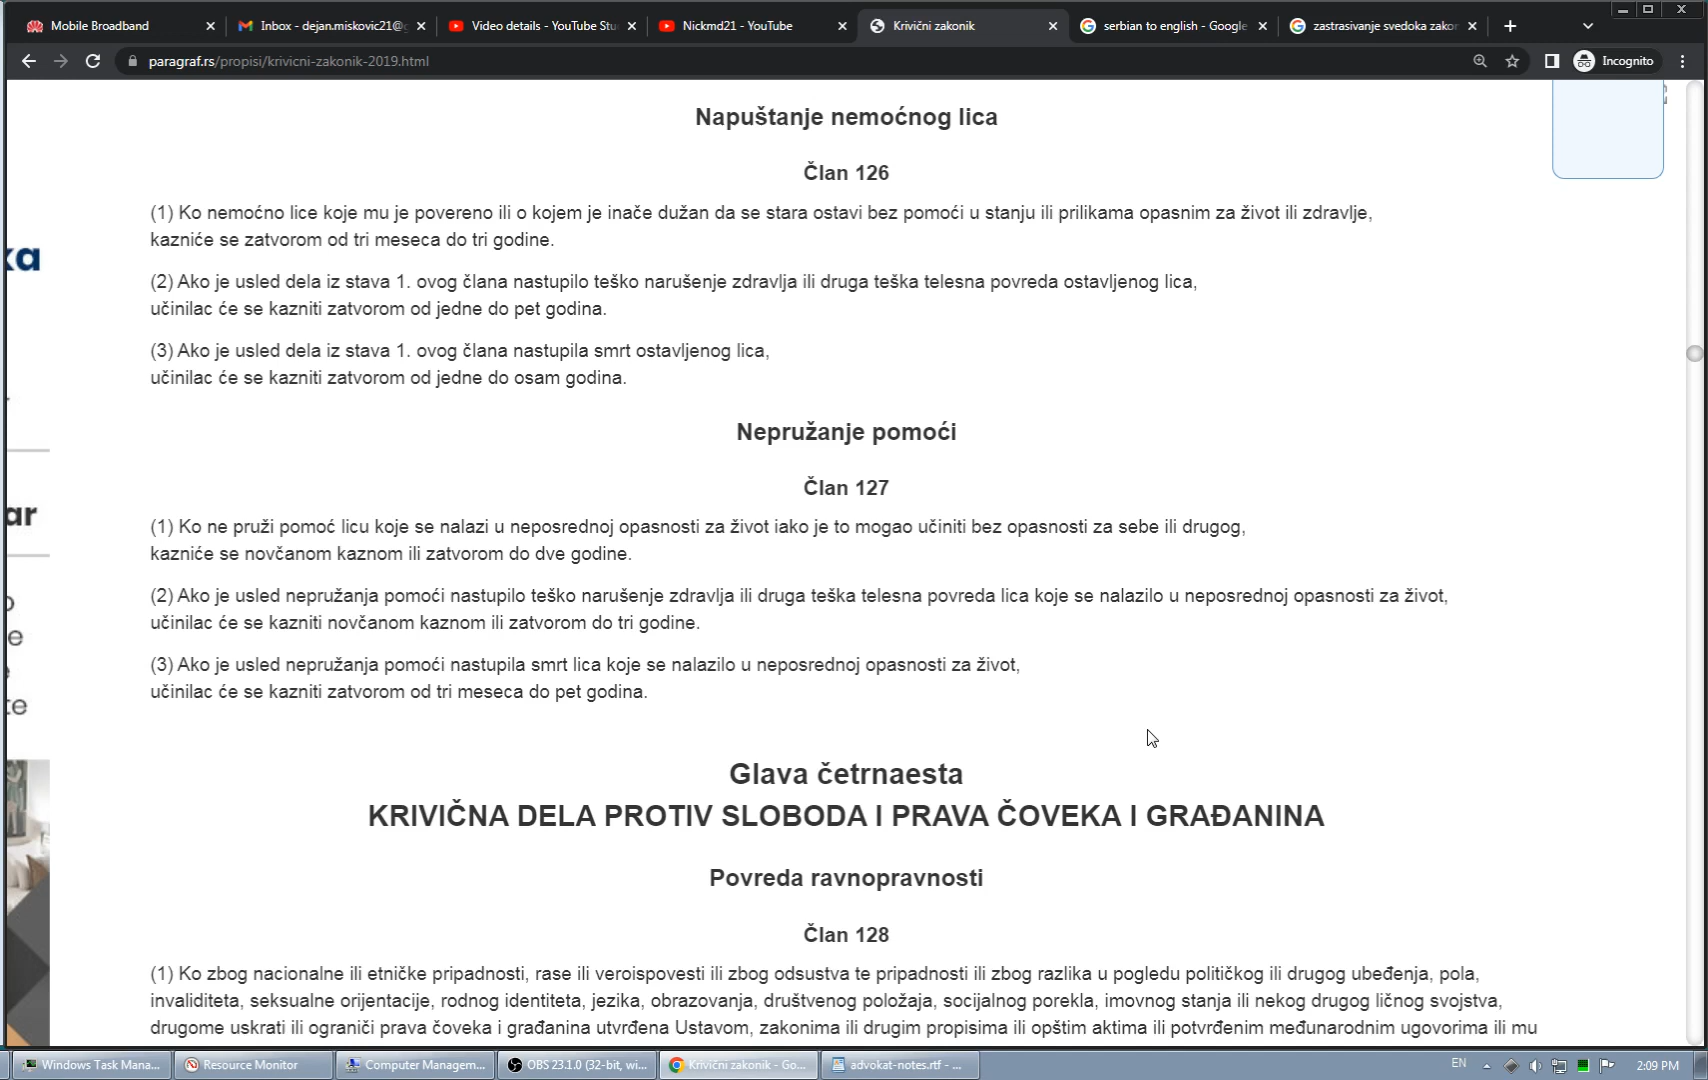 Mobile Broadband
Inbox - dejan.miskovic21@g
Video details - YouTube Stu
Nickmd21 - YouTube
Krivični zakonik
serbian to english - Google
zastrasivanje svedoka zakon
paragraf.rs/propisi/krivicni-zakonik-2019.html
Incognito
Napuštanje nemoćnog lica
Član 126
(1) Ko nemoćno lice koje mu je povereno ili o kojem je inače dužan da se stara ostavi bez pomoći u stanju ili prilikama opasnim za život ili zdravlje,
kazniće se zatvorom od tri meseca do tri godine.
(2) Ako je usled dela iz stava 1. ovog člana nastupilo teško narušenje zdravlja ili druga teška telesna povreda ostavljenog lica,
učinilac će se kazniti zatvorom od jedne do pet godina.
(3) Ako je usled dela iz stava 1. ovog člana nastupila smrt ostavljenog lica,
učinilac će se kazniti zatvorom od jedne do osam godina.
Nepružanje pomoći
Član 127
(1) Ko ne pruži pomoć licu koje se nalazi u neposrednoj opasnosti za život iako je to mogao učiniti bez opasnosti za sebe ili drugog,
kazniće se novčanom kaznom ili zatvorom do dve godine.
(2) Ako je usled nepružanja pomoći nastupilo teško narušenje zdravlja ili druga teška telesna povreda lica koje se nalazilo u neposrednoj opasnosti za život,
učinilac će se kazniti novčanom kaznom ili zatvorom do tri godine.
(3) Ako je usled nepružanja pomoći nastupila smrt lica koje se nalazilo u neposrednoj opasnosti za život,
učinilac će se kazniti zatvorom od tri meseca do pet godina.
Glava četrnaesta
KRIVIČNA DELA PROTIV SLOBODA I PRAVA ČOVEKA I GRAĐANINA
Povreda ravnopravnosti
Član 128
(1) Ko zbog nacionalne ili etničke pripadnosti, rase ili veroispovesti ili zbog odsustva te pripadnosti ili zbog razlika u pogledu političkog ili drugog ubeđenja, pola,
invaliditeta, seksualne orijentacije, rodnog identiteta, jezika, obrazovanja, društvenog položaja, socijalnog porekla, imovnog stanja ili nekog drugog ličnog svojstva,
drugome uskrati ili ograniči prava čoveka i građanina utvrđena Ustavom, zakonima ili drugim propisima ili opštim aktima ili potvrđenim međunarodnim ugovorima ili mu
ka
ar
e
te
Windows Task Mana...
Resource Monitor
Computer Managem...
OBS 23.1.0 (32-bit, wi...
Krivični zakonik - Go...
advokat-notes.rtf - ...
EN
2:09 PM